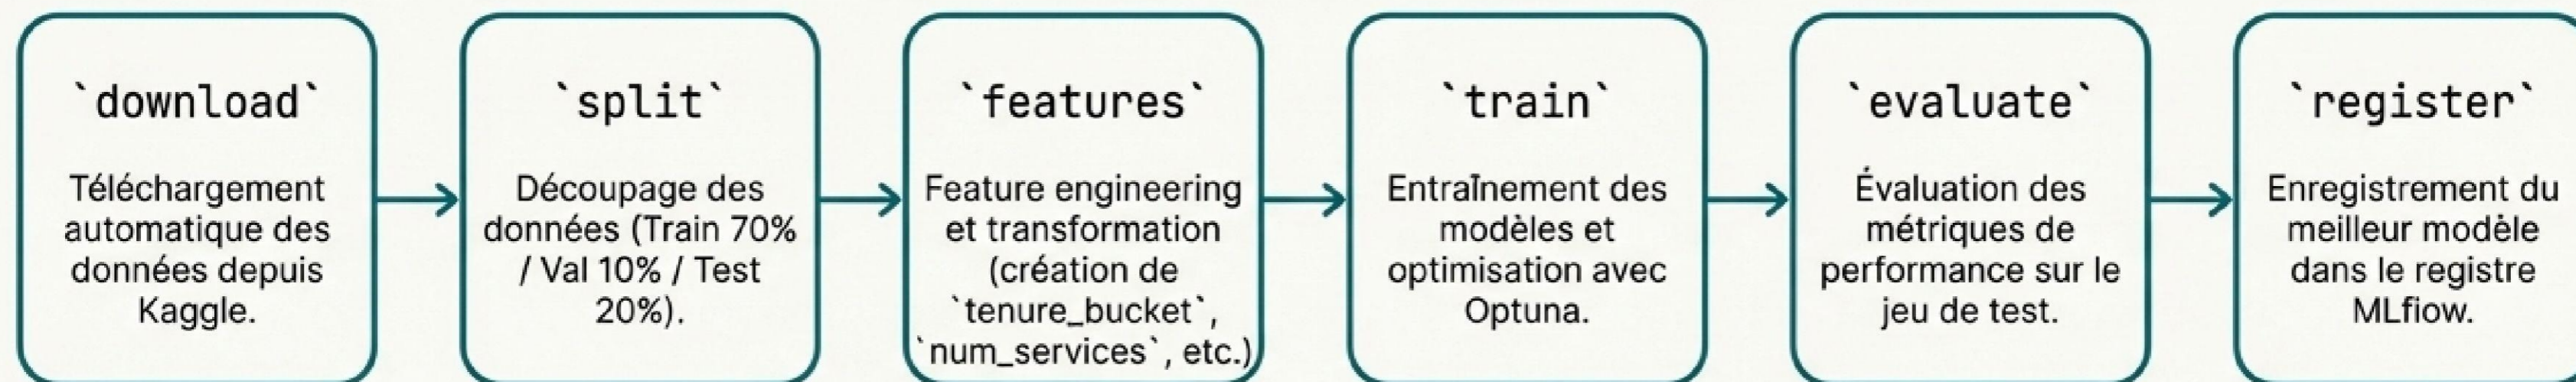 `download`
Téléchargement
automatique des
données depuis
Kaggle.
`split`
Découpage des
données (Train 70%
/ Val 10% / Test
20%).
`features`
Feature engineering
et transformation
(création de
`tenure_bucket`,
`num_services`, etc.)
`train`
Entraînement des
modèles et
optimisation avec
Optuna.
`evaluate`
Évaluation des
métriques de
performance sur le
jeu de test.
`register`
Enregistrement du
meilleur modèle
dans le registre
MLfiow.